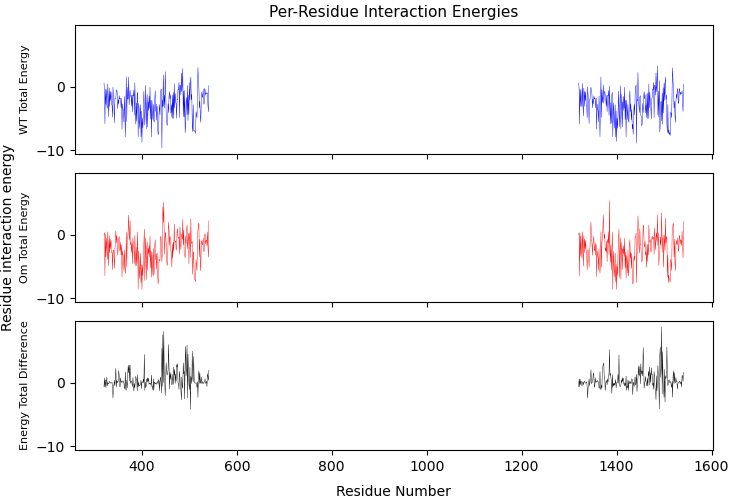 Per-Residue Interaction Energies
Residue interaction energy
WT Total Energy
0
−10
Om Total Energy
0
−10
Energy Total Difference
0
−10
400 600 800 1000 1200 1400 1600
Residue Number